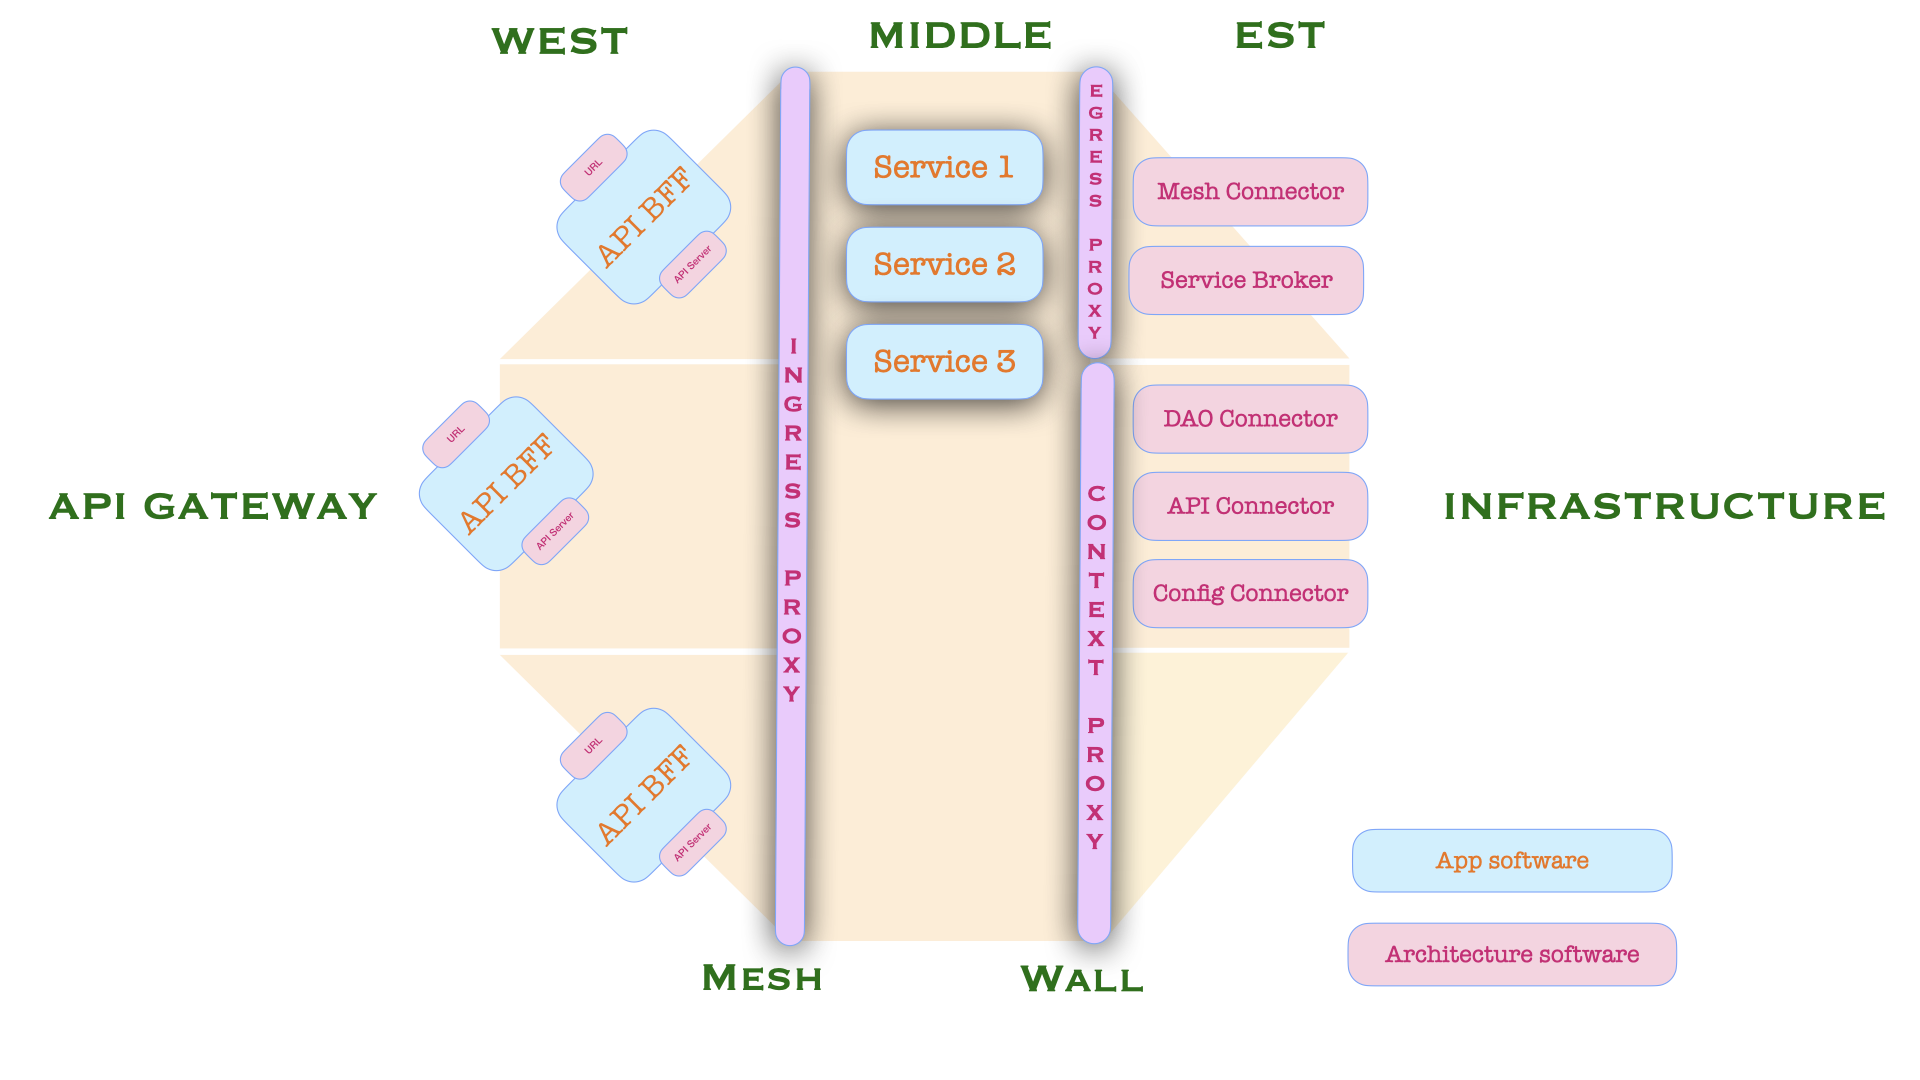 WEST
MIDDLE
EST
API GATEWAY
INFRASTRUCTURE
URL
API BFF
API Server
URL
API BFF
API Server
URL
API BFF
API Server
INGRESS PROXY
Service 1
Service 2
Service 3
EGRESS PROXY
CONTEXT PROXY
Mesh Connector
Service Broker
DAO Connector
API Connector
Config Connector
MESH
WALL
App software
Architecture software